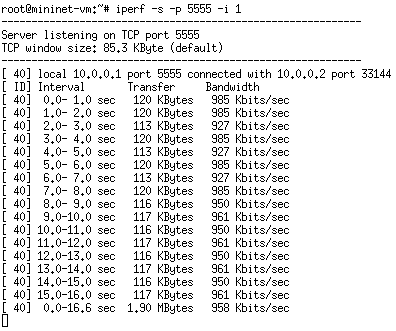 root@mininet-vm:~# iperf -s -p 5555 -i 1
------------------------------------------------------------
Server listening on TCP port 5555
TCP window size: 85.3 KByte (default)
------------------------------------------------------------
[ 40] local 10.0.0.1 port 5555 connected with 10.0.0.2 port 33144
[ ID] Interval       Transfer     Bandwidth
[ 40]  0.0- 1.0 sec   120 KBytes   985 Kbits/sec
[ 40]  1.0- 2.0 sec   120 KBytes   985 Kbits/sec
[ 40]  2.0- 3.0 sec   113 KBytes   927 Kbits/sec
[ 40]  3.0- 4.0 sec   120 KBytes   985 Kbits/sec
[ 40]  4.0- 5.0 sec   113 KBytes   927 Kbits/sec
[ 40]  5.0- 6.0 sec   120 KBytes   985 Kbits/sec
[ 40]  6.0- 7.0 sec   113 KBytes   927 Kbits/sec
[ 40]  7.0- 8.0 sec   120 KBytes   985 Kbits/sec
[ 40]  8.0- 9.0 sec   116 KBytes   950 Kbits/sec
[ 40]  9.0-10.0 sec   117 KBytes   961 Kbits/sec
[ 40] 10.0-11.0 sec   116 KBytes   950 Kbits/sec
[ 40] 11.0-12.0 sec   117 KBytes   961 Kbits/sec
[ 40] 12.0-13.0 sec   116 KBytes   950 Kbits/sec
[ 40] 13.0-14.0 sec   117 KBytes   961 Kbits/sec
[ 40] 14.0-15.0 sec   116 KBytes   950 Kbits/sec
[ 40] 15.0-16.0 sec   117 KBytes   961 Kbits/sec
[ 40]  0.0-16.6 sec  1.90 MBytes   958 Kbits/sec